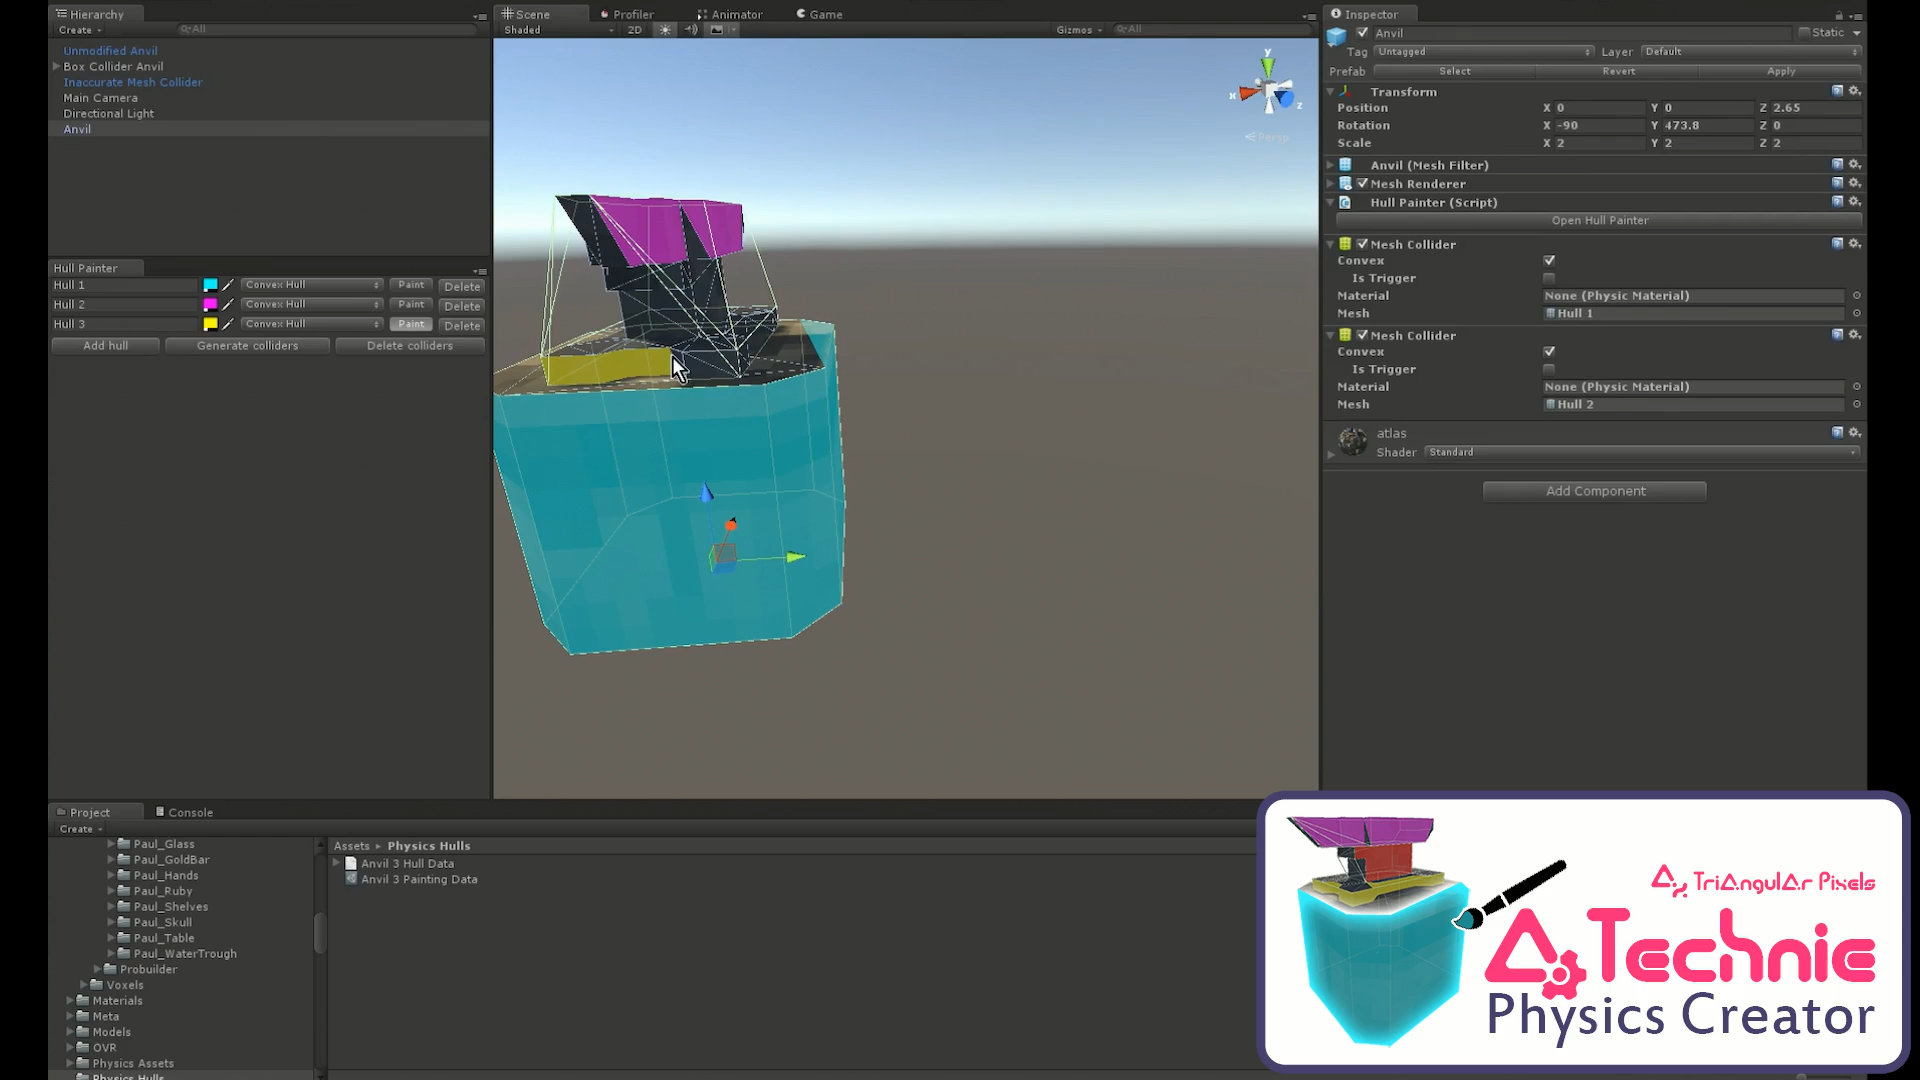 Hierarchy
Create
All
Unmodified Anvil
Box Collider Anvil
Inaccurate Mesh Collider
Main Camera
Directional Light
Anvil
Hull Painter
Hull 1 Convex Hull Paint Delete
Hull 2 Convex Hull Paint Delete
Hull 3 Convex Hull Paint Delete
Add hull Generate colliders Delete colliders
Scene Profiler Animator Game
Shaded 2D Gizmos All
y
x
z
Persp
Inspector
Anvil Static
Tag Untagged Layer Default
Prefab Select Revert Apply
Transform
Position X 0 Y 0 Z 2.65
Rotation X -90 Y 473.8 Z 0
Scale X 2 Y 2 Z 2
Anvil (Mesh Filter)
Mesh Renderer
Hull Painter (Script)
Open Hull Painter
Mesh Collider
Convex
Is Trigger
Material None (Physic Material)
Mesh Hull 1
Mesh Collider
Convex
Is Trigger
Material None (Physic Material)
Mesh Hull 2
atlas
Shader Standard
Add Component
Project Console
Create
Paul_Glass
Paul_GoldBar
Paul_Hands
Paul_Ruby
Paul_Shelves
Paul_Skull
Paul_Table
Paul_WaterTrough
Probuilder
Voxels
Materials
Meta
Models
OVR
Physics Assets
Physics Hulls
Assets Physics Hulls
Anvil 3 Hull Data
Anvil 3 Painting Data
TriAngulAr Pixels
Technie
Physics Creator